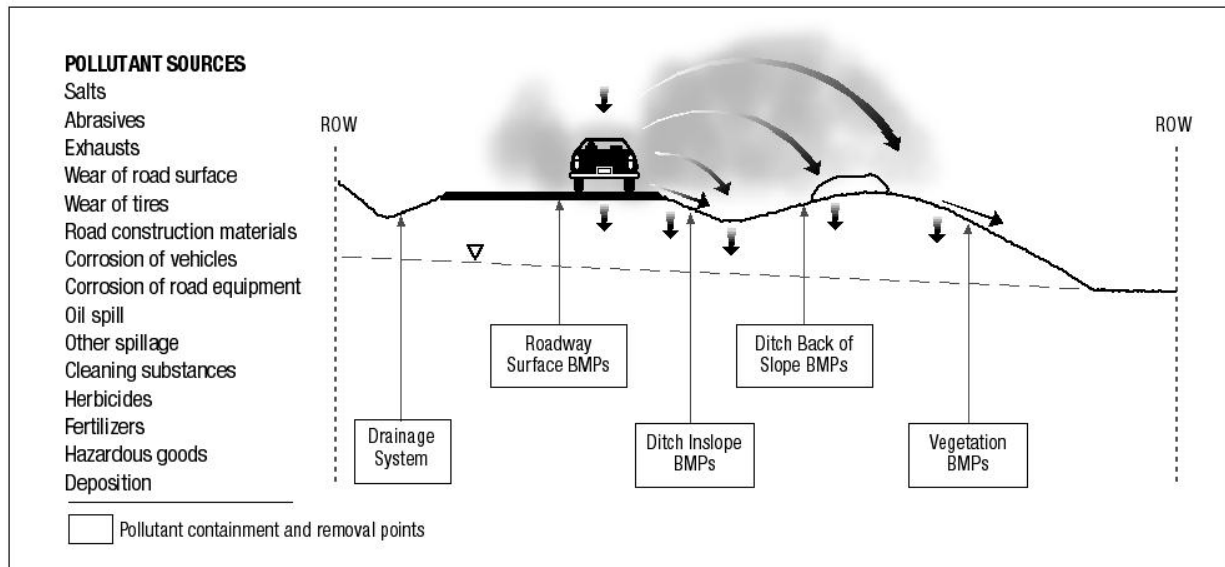 POLLUTANT SOURCES
Salts
Abrasives
Exhausts
Wear of road surface
Wear of tires
Road construction materials
Corrosion of vehicles
Corrosion of road equipment
Oil spill
Other spillage
Cleaning substances
Herbicides
Fertilizers
Hazardous goods
Deposition
Pollutant containment and removal points
ROW
ROW
Roadway
Surface BMPs
Ditch Back of
Slope BMPs
Drainage
System
Ditch Inslope
BMPs
Vegetation
BMPs